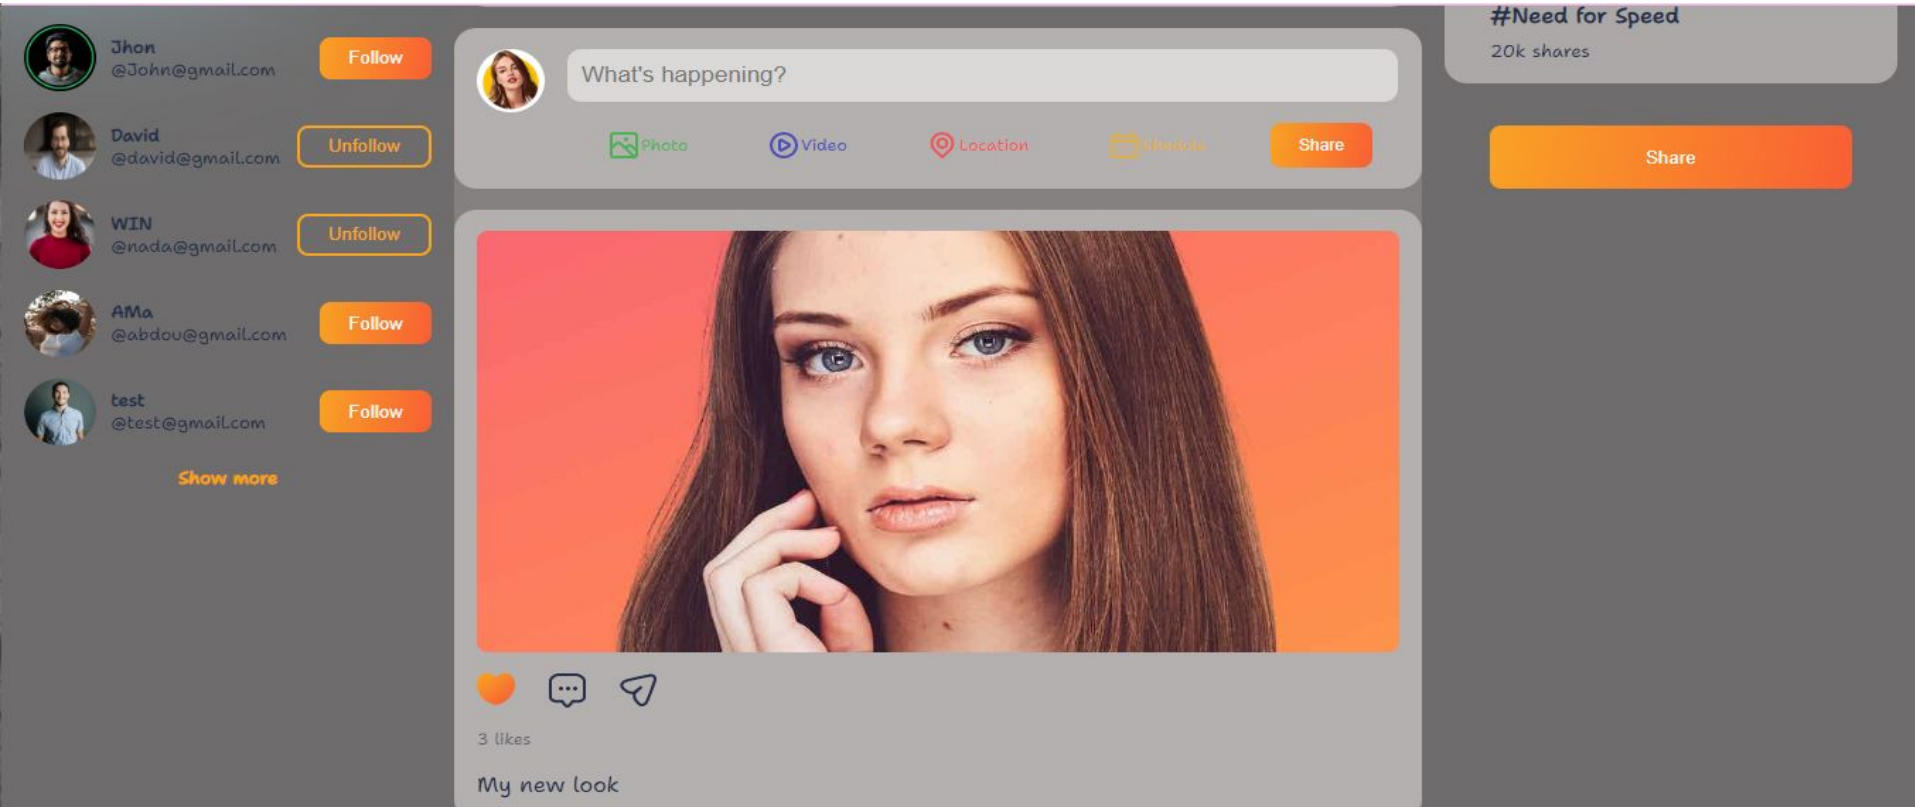 Jhon
@John@gmail.com
Follow
David
@david@gmail.com
Unfollow
WIN
@nada@gmail.com
Unfollow
AMa
@abdou@gmail.com
Follow
test
@test@gmail.com
Follow
Show more
What's happening?
Photo
Video
Location
Share
3 likes
My new look
#Need for Speed
20k shares
Share